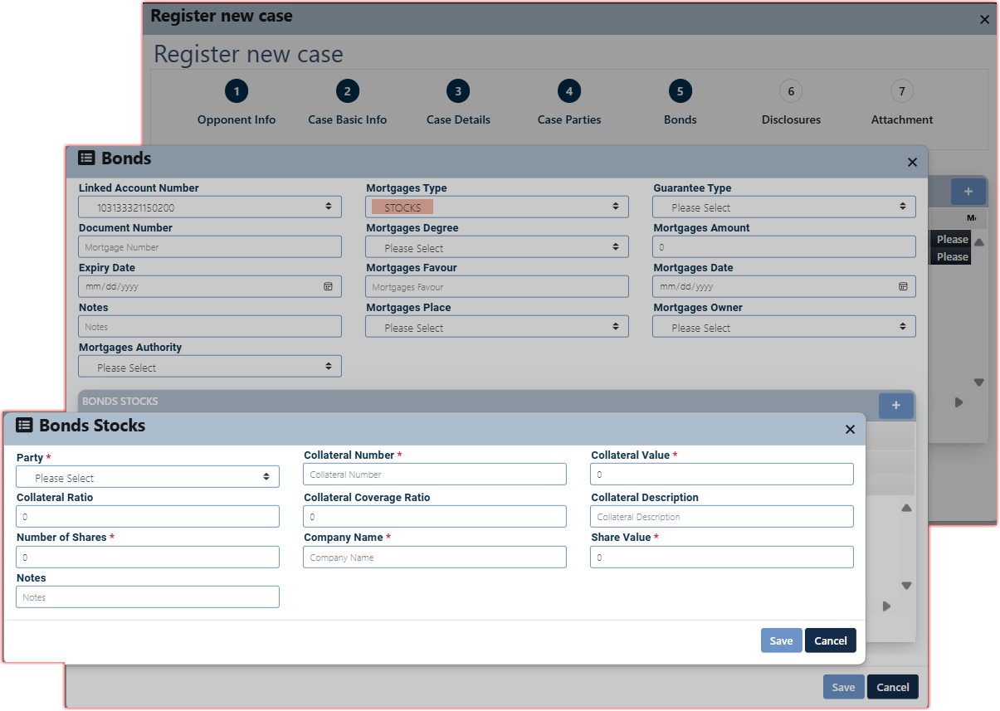 Register new case
Register new case
1 2 3 4 5 6 7
Opponent Info Case Basic Info Case Details Case Parties Bonds Disclosures Attachment
Bonds
Linked Account Number Mortgages Type Guarantee Type
103133321150200 STOCKS Please Select
Document Number Mortgages Degree Mortgages Amount
Mortgage Number Please Select 0
Expiry Date Mortgages Favour Mortgages Date
mm/dd/yyyy Mortgages Favour mm/dd/yyyy
Notes Mortgages Place Mortgages Owner
Notes Please Select Please Select
Mortgages Authority
Please Select
+
Please
Please
BONDS STOCKS +
Bonds Stocks
Party * Collateral Number * Collateral Value *
Please Select Collateral Number 0
Collateral Ratio Collateral Coverage Ratio Collateral Description
0 0 Collateral Description
Number of Shares * Company Name * Share Value *
0 Company Name 0
Notes
Notes
Save Cancel
Save Cancel